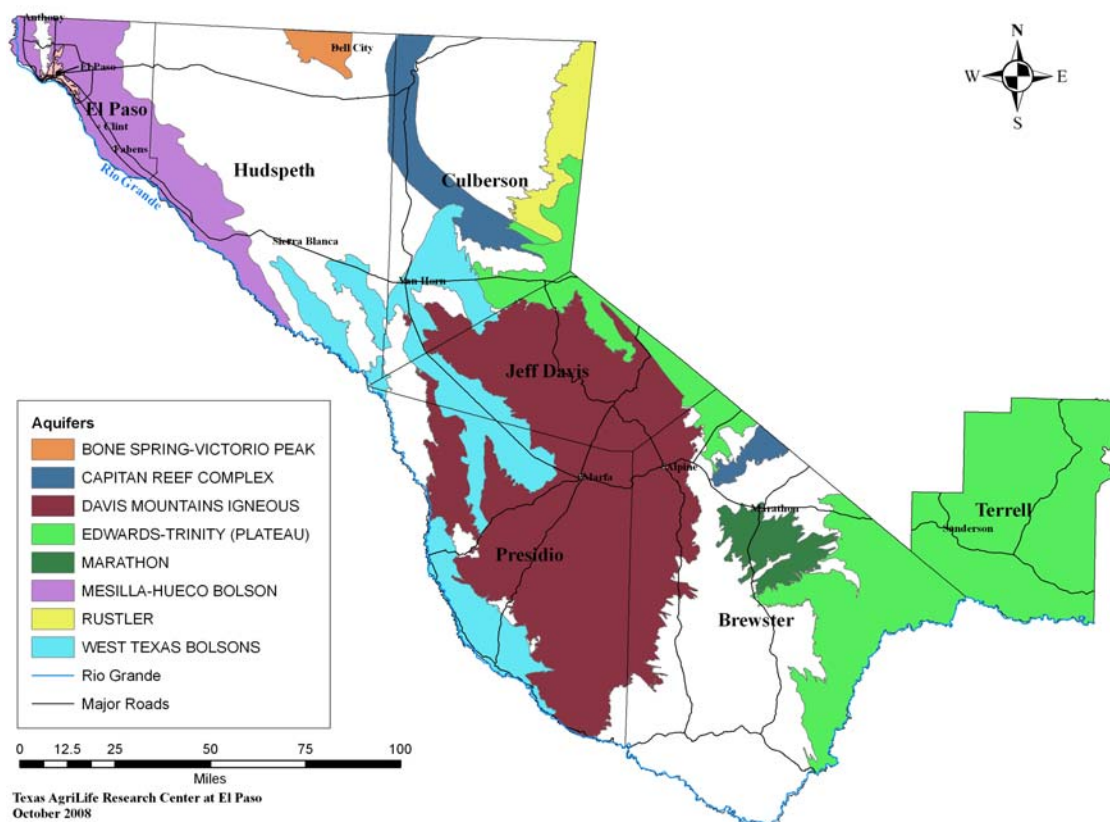 Anthony
El Paso
Dell City
N
W E
S
El Paso
Clint
Fabens
Rio Grande
Hudspeth
Culberson
Sierra Blanca
Van Horn
Jeff Davis
Alpine
Marfa
Marathon
Terrell
Sanderson
Presidio
Brewster
Aquifers
BONE SPRING-VICTORIO PEAK
CAPITAN REEF COMPLEX
DAVIS MOUNTAINS IGNEOUS
EDWARDS-TRINITY (PLATEAU)
MARATHON
MESILLA-HUECO BOLSON
RUSTLER
WEST TEXAS BOLSONS
Rio Grande
Major Roads
0 12.5 25 50 75 100
Miles
Texas AgriLife Research Center at El Paso
October 2008